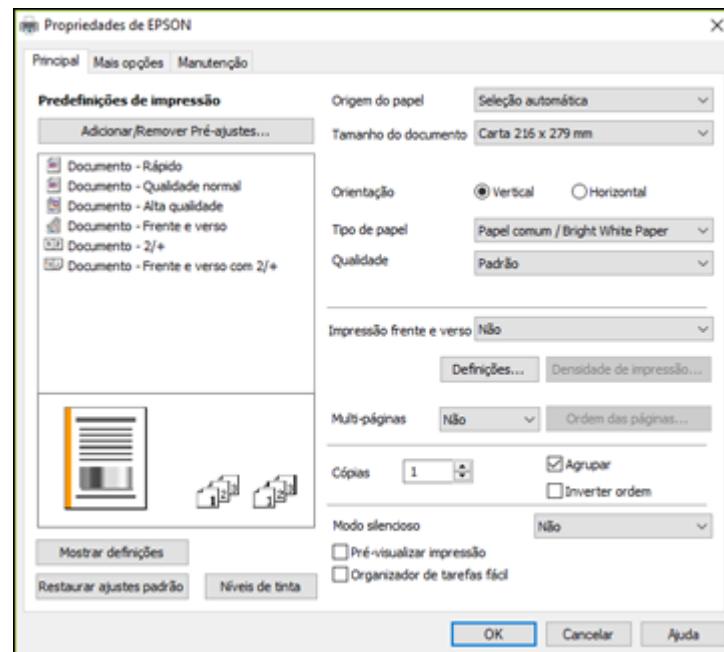 Propriedades de EPSON
Principal Mais opções Manutenção
Predefinições de impressão
Adicionar/Remover Pré-ajustes...
Documento - Rápido
Documento - Qualidade normal
Documento - Alta qualidade
Documento - Frente e verso
Documento - 2/+
Documento - Frente e verso com 2/+
Mostrar definições
Restaurar ajustes padrão Níveis de tinta
Origem do papel Seleção automática
Tamanho do documento Carta 216 x 279 mm
Orientação Vertical Horizontal
Tipo de papel Papel comum / Bright White Paper
Qualidade Padrão
Impressão frente e verso Não
Definições... Densidade de impressão...
Multi-páginas Não Ordem das páginas...
Cópias 1 Agrupar
Inverter ordem
Modo silencioso Não
Pré-visualizar impressão
Organizador de tarefas fácil
OK Cancelar Ajuda